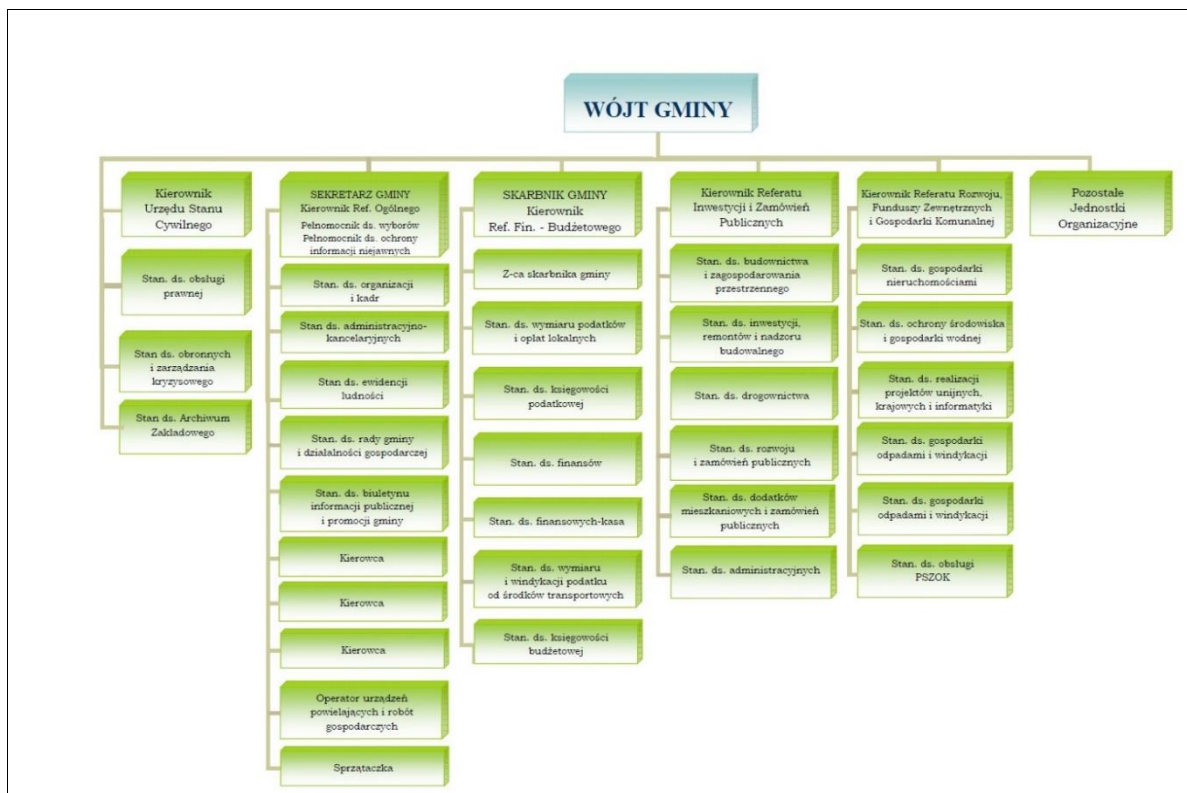 WÓJT GMINY
Kierownik
Urzędu Stanu
Cywilnego
Stan. ds. obsługi
prawnej
Stan ds. obronnych
i zarządzania
kryzysowego
Stan ds. Archiwum
Zakładowego
SEKRETARZ GMINY
Kierownik Ref. Ogólnego
Pełnomocnik ds. wyborów
Pełnomocnik ds. ochrony
informacji niejawnych
Stan. ds. organizacji
i kadr
Stan ds. administracyjno-
kancelaryjnych
Stan ds. ewidencji
ludności
Stan. ds. rady gminy
i działalności gospodarczej
Stan. ds. biuletynu
informacji publicznej
i promocji gminy
Kierowca
Kierowca
Kierowca
Operator urządzeń
powielających i robót
gospodarczych
Sprzątaczka
SKARBNIK GMINY
Kierownik
Ref. Fin. - Budżetowego
Z-ca skarbnika gminy
Stan. ds. wymiaru podatków
i opłat lokalnych
Stan. ds. księgowości
podatkowej
Stan. ds. finansów
Stan. ds. finansowych-kasa
Stan. ds. wymiaru
i windykacji podatku
od środków transportowych
Stan. ds. księgowości
budżetowej
Kierownik Referatu
Inwestycji i Zamówień
Publicznych
Stan. ds. budownictwa
i zagospodarowania
przestrzennego
Stan. ds. inwestycji,
remontów i nadzoru
budowalnego
Stan. ds. drogownictwa
Stan. ds. rozwoju
i zamówień publicznych
Stan. ds. dodatków
mieszkaniowych i zamówień
publicznych
Stan. ds. administracyjnych
Kierownik Referatu Rozwoju,
Funduszy Zewnętrznych
i Gospodarki Komunalnej
Stan. ds. gospodarki
nieruchomościami
Stan. ds. ochrony środowiska
i gospodarki wodnej
Stan. ds. realizacji
projektów unijnych,
krajowych i informatyki
Stan. ds. gospodarki
odpadami i windykacji
Stan. ds. gospodarki
odpadami i windykacji
Stan. ds. obsługi
PSZOK
Pozostałe
Jednostki
Organizacyjne